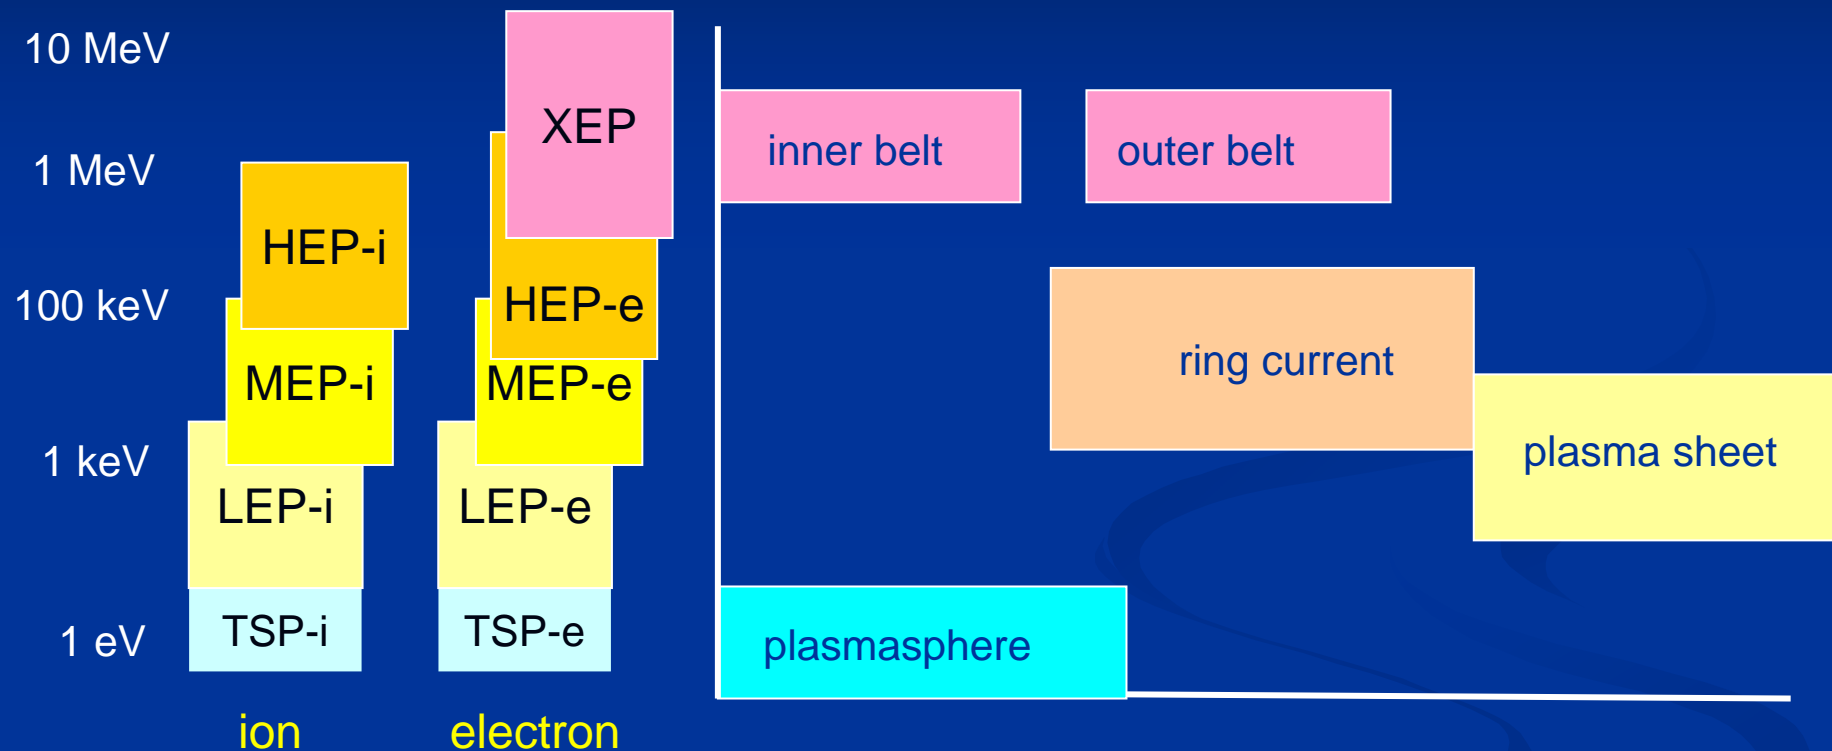 10 MeV
1 MeV
100 keV
1 keV
1 eV
HEP-i
MEP-i
LEP-i
TSP-i
ion
XEP
HEP-e
MEP-e
LEP-e
TSP-e
electron
inner belt
outer belt
ring current
plasma sheet
plasmasphere